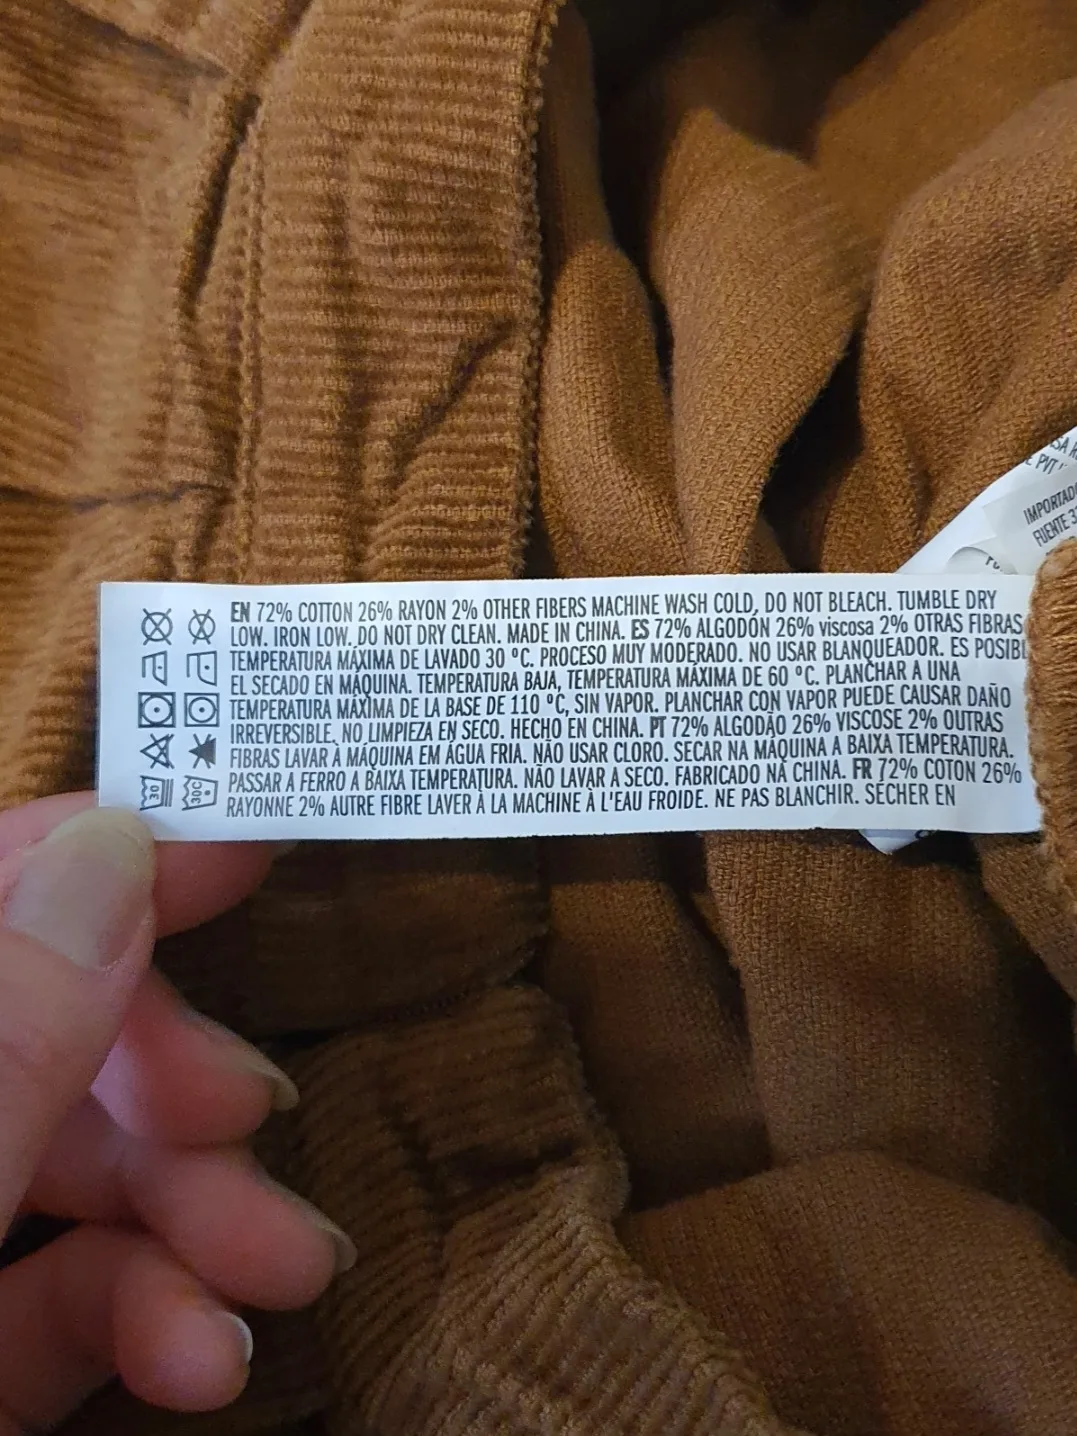 EN 72% COTTON 26% RAYON 2% OTHER FIBERS MACHINE WASH COLD, DO NOT BLEACH. TUMBLE DRY
LOW. IRON LOW. DO NOT DRY CLEAN. MADE IN CHINA. ES 72% ALGODÓN 26% viscosa 2% OTRAS FIBRAS
TEMPERATURA MÁXIMA DE LAVADO 30 °C. PROCESO MUY MODERADO. NO USAR BLANQUEADOR. ES POSIBL
EL SECADO EN MÁQUINA. TEMPERATURA BAJA, TEMPERATURA MÁXIMA DE 60 °C. PLANCHAR A UNA
TEMPERATURA MÁXIMA DE LA BASE DE 110 °C, SIN VAPOR. PLANCHAR CON VAPOR PUEDE CAUSAR DAÑO
IRREVERSIBLE, NO LIMPIEZA EN SECO. HECHO EN CHINA. PT 72% ALGODÃO 26% VISCOSE 2% OUTRAS
FIBRAS LAVAR À MÁQUINA EM ÁGUA FRIA. NÃO USAR CLORO. SECAR NA MÁQUINA A BAIXA TEMPERATURA.
PASSAR A FERRO A BAIXA TEMPERATURA. NÃO LAVAR A SECO. FABRICADO NA CHINA. FR 72% COTON 26%
RAYONNE 2% AUTRE FIBRE LAVER À LA MACHINE À L'EAU FROIDE. NE PAS BLANCHIR. SÉCHER EN
30
30C
PVT
IMPORTADO
FUENTE